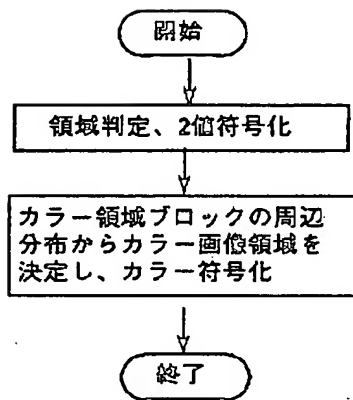 開始
領域判定、2値符号化
カラー領域ブロックの周辺
分布からカラー画像領域を
決定し、カラー符号化
終了